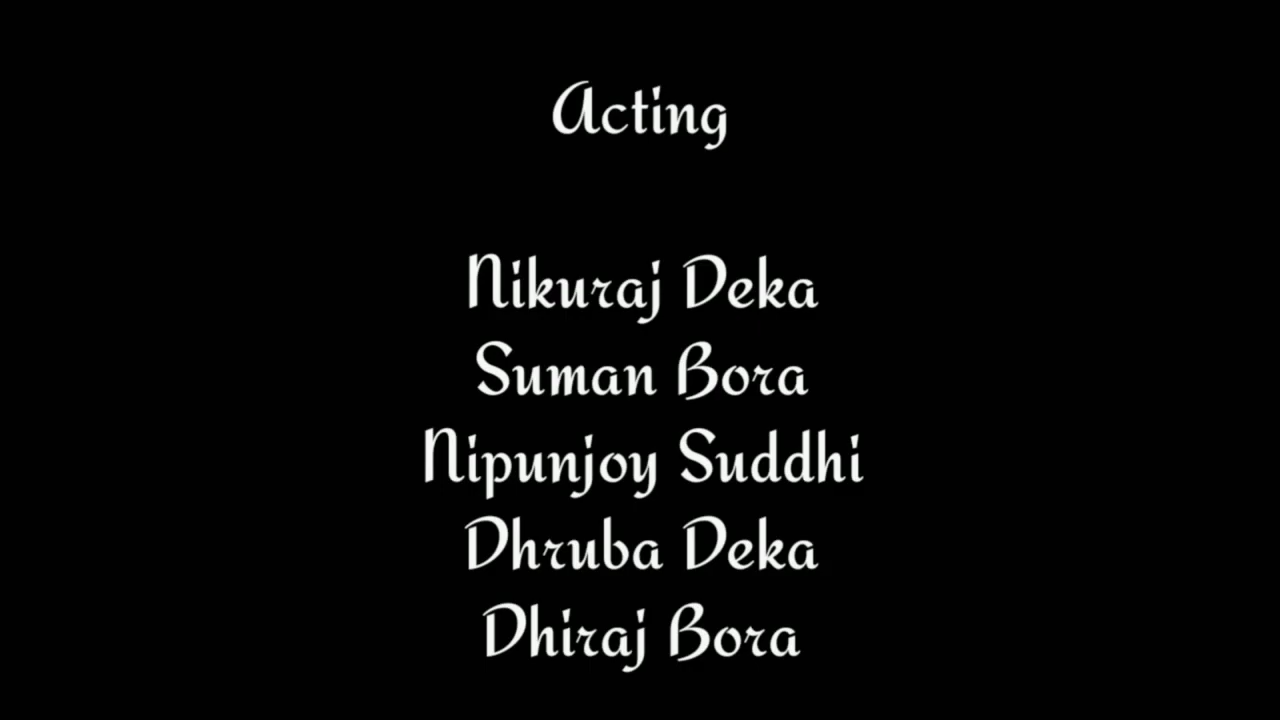 Acting
Nikuraj Deka
Suman Bora
Nipunjoy Suddhi
Dhruba Deka
Dhiraj Bora